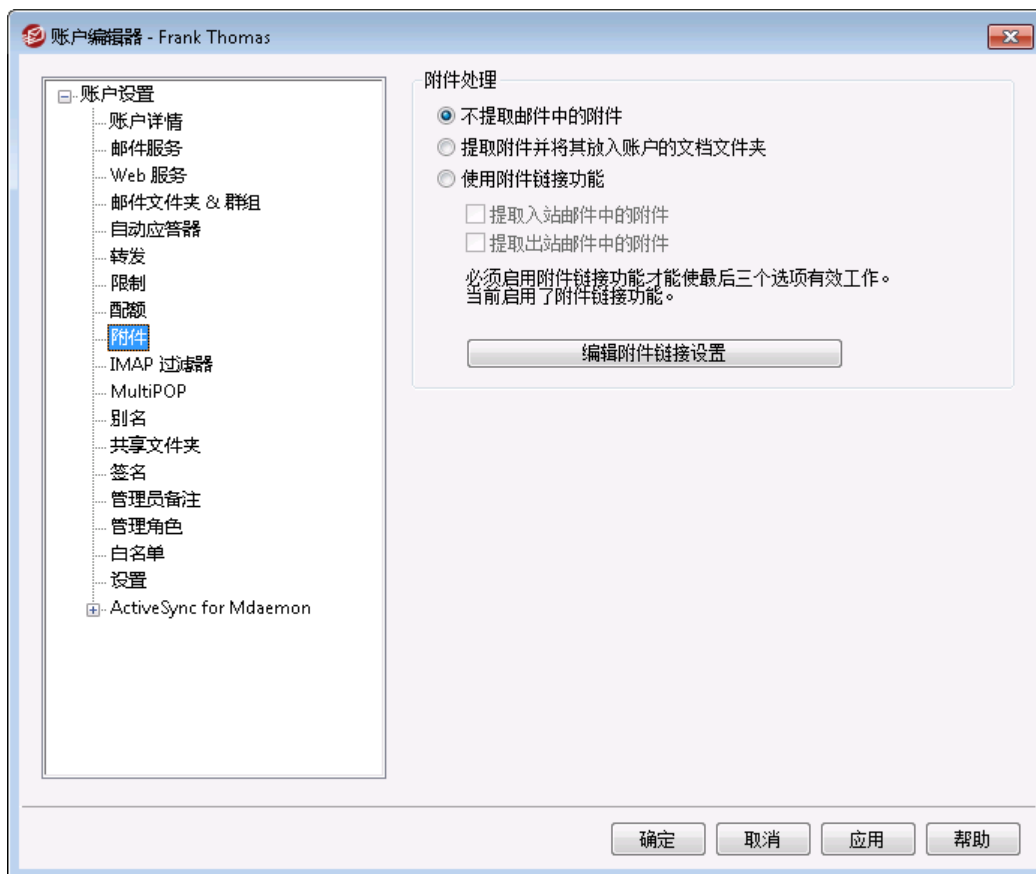 账户编辑器 - Frank Thomas
账户设置
账户详情
邮件服务
Web 服务
邮件文件夹 & 群组
自动应答器
转发
限制
配额
附件
IMAP 过滤器
MultiPOP
别名
共享文件夹
签名
管理员备注
管理角色
白名单
设置
ActiveSync for Mdaemon
附件处理
不提取邮件中的附件
提取附件并将其放入账户的文档文件夹
使用附件链接功能
提取入站邮件中的附件
提取出站邮件中的附件
必须启用附件链接功能才能使最后三个选项有效工作。
当前启用了附件链接功能。
编辑附件链接设置
确定
取消
应用
帮助